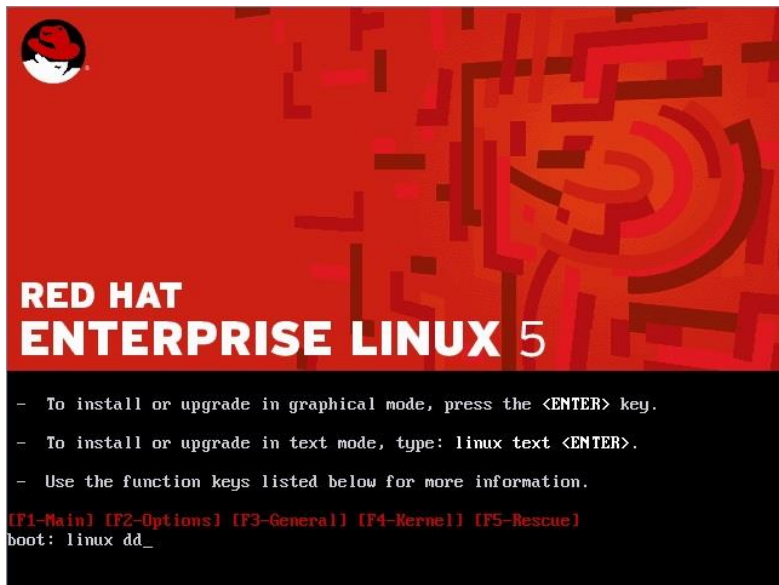 RED HAT
ENTERPRISE LINUX 5
- To install or upgrade in graphical mode, press the <ENTER> key.
- To install or upgrade in text mode, type: linux text <ENTER>.
- Use the function keys listed below for more information.
[F1-Main] [F2-Options] [F3-General] [F4-Kernel] [F5-Rescue]
boot: linux dd_